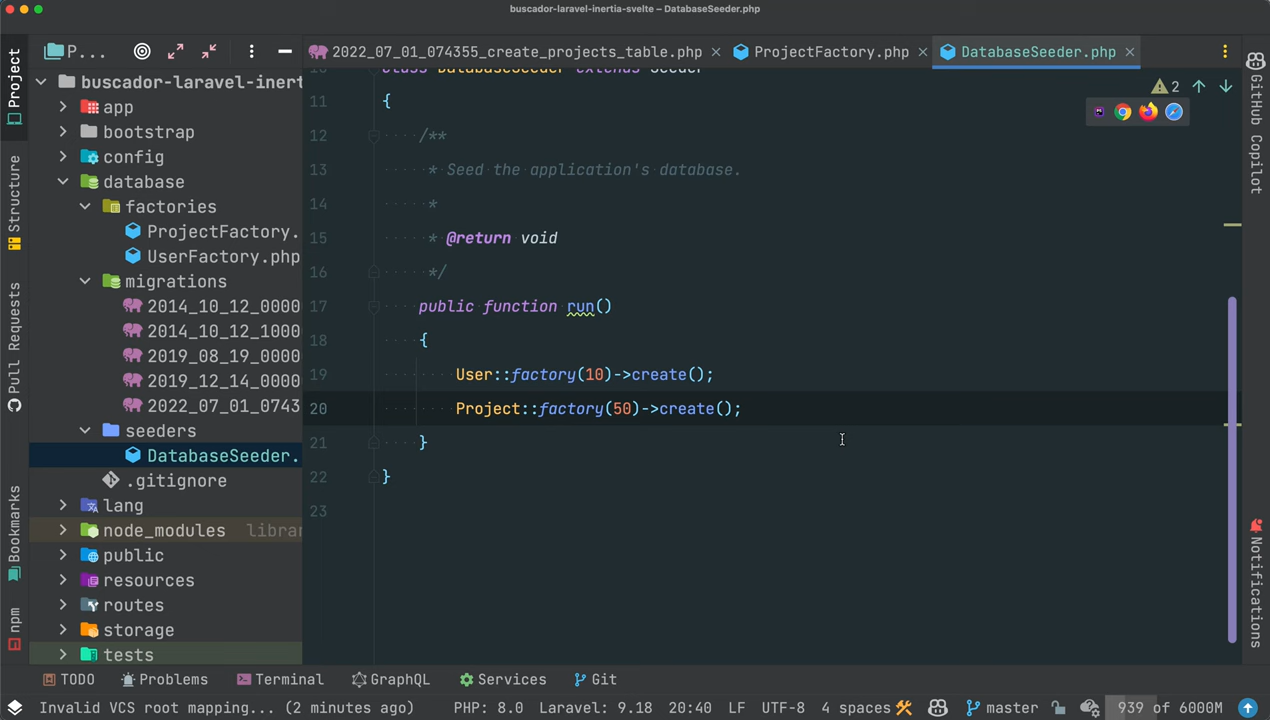 buscador-laravel-inertia-svelte – DatabaseSeeder.php
Project
Structure
Pull Requests
Bookmarks
npm
P...
buscador-laravel-inert
app
bootstrap
config
database
factories
ProjectFactory.
UserFactory.php
migrations
2014_10_12_0000
2014_10_12_1000
2019_08_19_0000
2019_12_14_0000
2022_07_01_0743
seeders
DatabaseSeeder.
.gitignore
lang
node_modules librar
public
resources
routes
storage
tests
2022_07_01_074355_create_projects_table.php
ProjectFactory.php
DatabaseSeeder.php
2
class DatabaseSeeder extends Seeder
11 {
12 /**
13 * Seed the application's database.
14 *
15 * @return void
16 */
17 public function run()
18 {
19 User::factory(10)->create();
20 Project::factory(50)->create();
21 }
22 }
23
GitHub Copilot
Notifications
TODO Problems Terminal GraphQL Services Git
Invalid VCS root mapping... (2 minutes ago) PHP: 8.0 Laravel: 9.18 20:40 LF UTF-8 4 spaces master 939 of 6000M